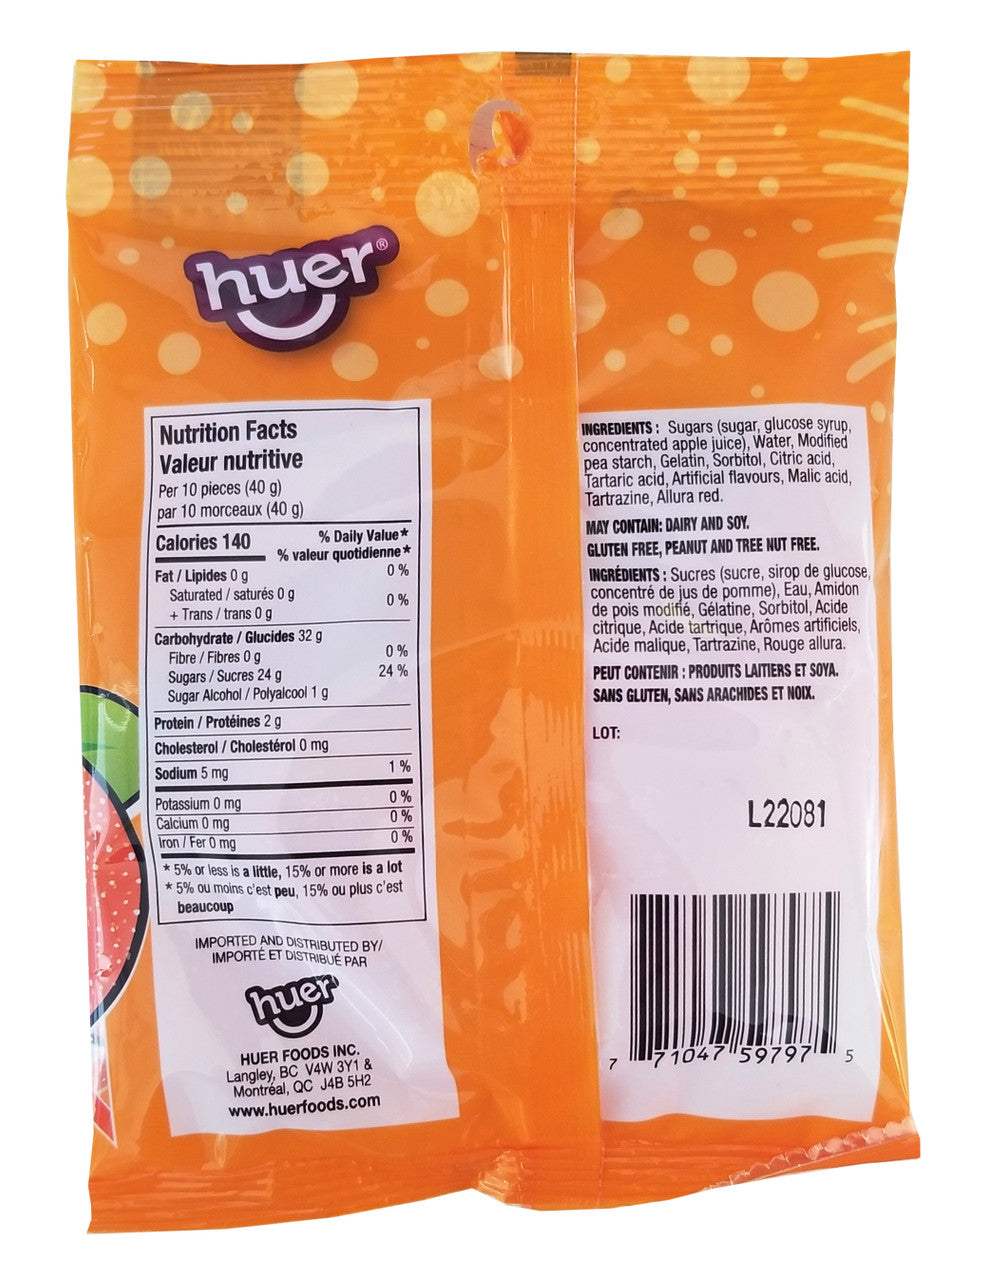 huer®
Nutrition Facts
Valeur nutritive
Per 10 pieces (40 g)
par 10 morceaux (40 g)
Calories 140
% Daily Value*
% valeur quotidienne*
Fat / Lipides 0 g 0 %
Saturated / saturés 0 g
+ Trans / trans 0 g 0 %
Carbohydrate / Glucides 32 g
Fibre / Fibres 0 g 0 %
Sugars / Sucres 24 g 24 %
Sugar Alcohol / Polyalcool 1 g
Protein / Protéines 2 g
Cholesterol / Cholestérol 0 mg
Sodium 5 mg 1 %
Potassium 0 mg 0 %
Calcium 0 mg 0 %
Iron / Fer 0 mg 0 %
* 5% or less is a little, 15% or more is a lot
* 5% ou moins c'est peu, 15% ou plus c'est
beaucoup
IMPORTED AND DISTRIBUTED BY/
IMPORTÉ ET DISTRIBUÉ PAR
huer
HUER FOODS INC.
Langley, BC V4W 3Y1 &
Montréal, QC J4B 5H2
www.huerfoods.com
INGREDIENTS : Sugars (sugar, glucose syrup,
concentrated apple juice), Water, Modified
pea starch, Gelatin, Sorbitol, Citric acid,
Tartaric acid, Artificial flavours, Malic acid,
Tartrazine, Allura red.
MAY CONTAIN: DAIRY AND SOY.
GLUTEN FREE, PEANUT AND TREE NUT FREE.
INGRÉDIENTS : Sucres (sucre, sirop de glucose,
concentré de jus de pomme), Eau, Amidon
de pois modifié, Gélatine, Sorbitol, Acide
citrique, Acide tartrique, Arômes artificiels,
Acide malique, Tartrazine, Rouge allura.
PEUT CONTENIR : PRODUITS LAITIERS ET SOYA.
SANS GLUTEN, SANS ARACHIDES ET NOIX.
LOT:
L22081
7 71047 59797 5